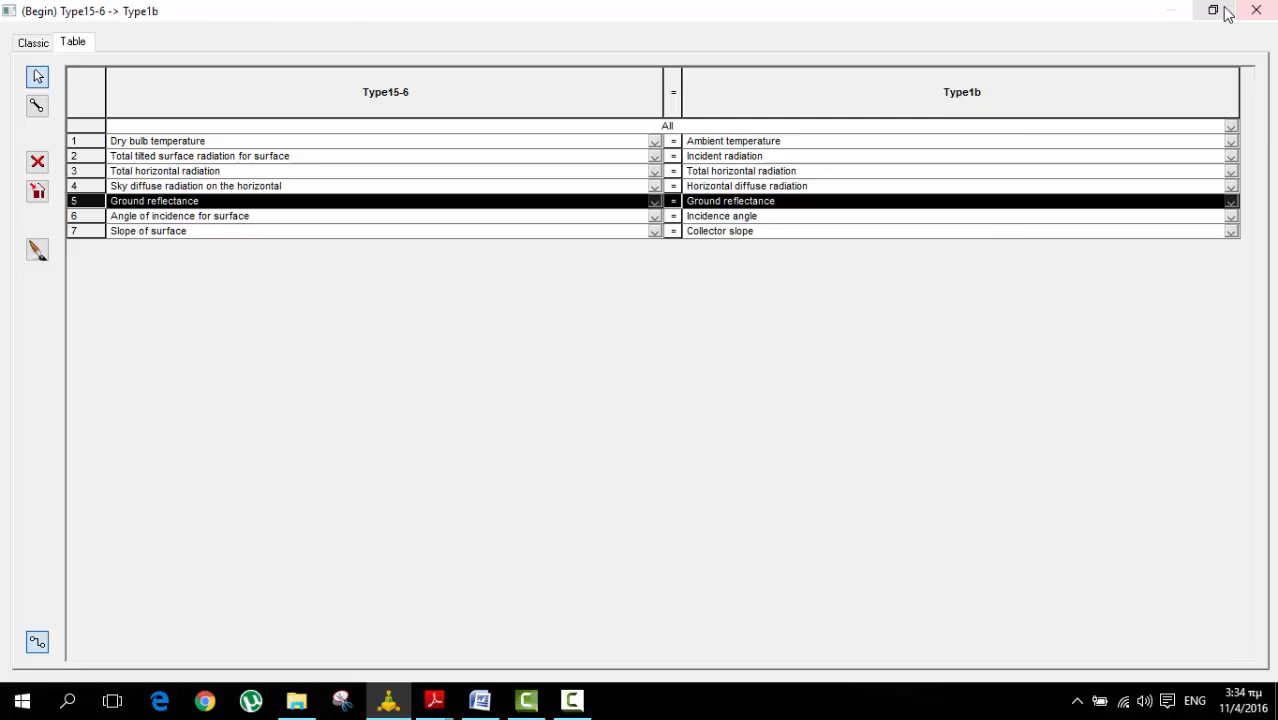 (Begin) Type15-6 -> Type1b
Classic Table
Type15-6 = Type1b
All
1 Dry bulb temperature = Ambient temperature
2 Total tilted surface radiation for surface = Incident radiation
3 Total horizontal radiation = Total horizontal radiation
4 Sky diffuse radiation on the horizontal = Horizontal diffuse radiation
5 Ground reflectance = Ground reflectance
6 Angle of incidence for surface = Incidence angle
7 Slope of surface = Collector slope
ENG
3:34 πμ
11/4/2016